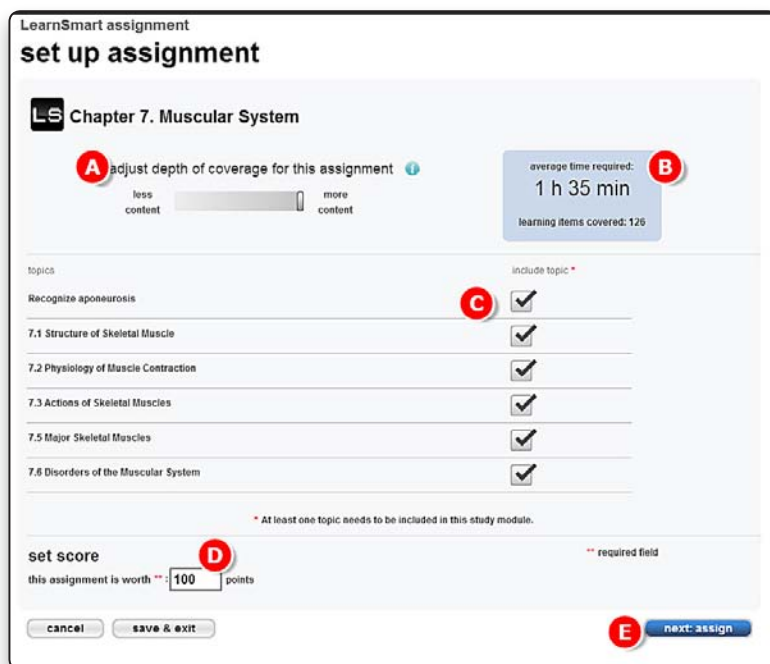 LearnSmart assignment
set up assignment
LS Chapter 7. Muscular System
A adjust depth of coverage for this assignment i
less content more content
average time required: B
1 h 35 min
learning items covered: 126
topics include topic *
Recognize aponeurosis C
7.1 Structure of Skeletal Muscle
7.2 Physiology of Muscle Contraction
7.3 Actions of Skeletal Muscles
7.5 Major Skeletal Muscles
7.6 Disorders of the Muscular System
* At least one topic needs to be included in this study module.
set score D ** required field
this assignment is worth ** : 100 points
cancel save & exit E next: assign